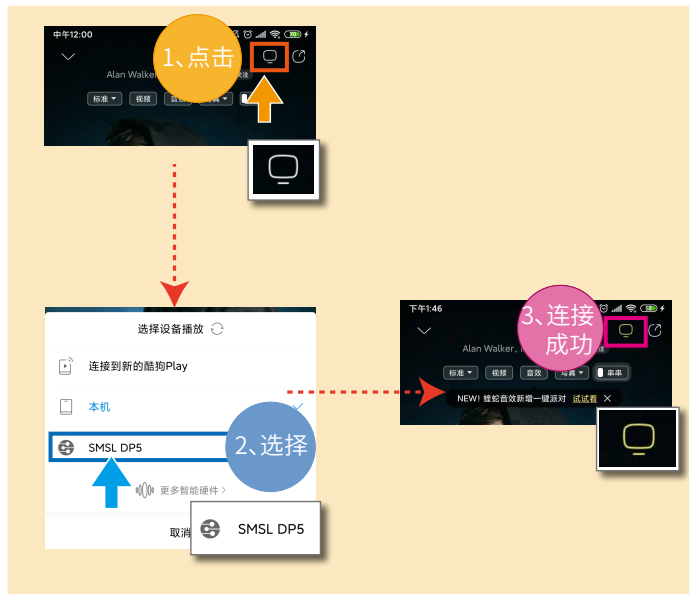 中午12:00
1、点击
Alan Walke
标准 视频
选择设备播放
连接到新的酷狗Play
本机
SMSL DP5
2、选择
更多智能硬件
取消
SMSL DP5
下午1:46
3、连接
成功
Alan Walker、
标准 视频 音效 写真 串串
NEW! 蝰蛇音效新增一键派对 试试看